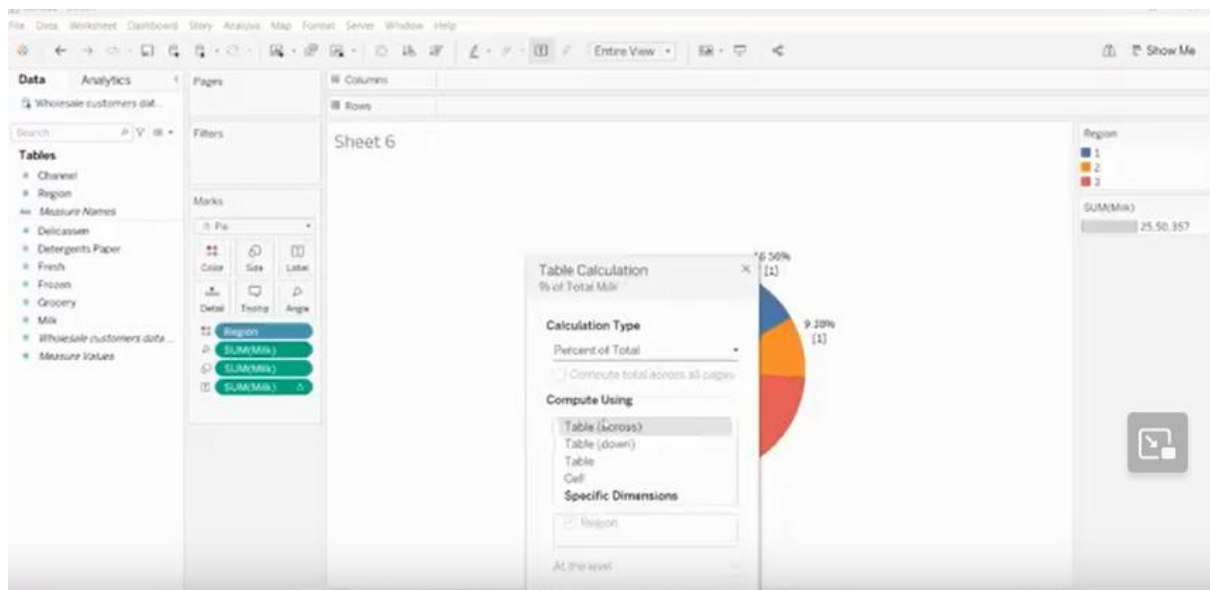 File Data Worksheet Dashboard Story Analysis Map Format Server Window Help
Entire View
Show Me
Data Analytics
Pages
Columns
Wholesale customers dat...
Rows
Search
Filters
Sheet 6
Tables
Channel
Region
Abc Measure Names
Delicassen
Detergents Paper
Fresh
Frozen
Grocery
Milk
Wholesale customers data ...
Measure Values
Marks
Pie
Color Size Label
Detail Tooltip Angle
Region
SUM(Milk)
SUM(Milk)
SUM(Milk)
Table Calculation
% of Total Milk
Calculation Type
Percent of Total
Compute total across all pages
Compute Using
Table (across)
Table (down)
Table
Cell
Specific Dimensions
Region
At the level
[1]
9.38%
[1]
Region
1
2
3
SUM(Milk)
25,50,357